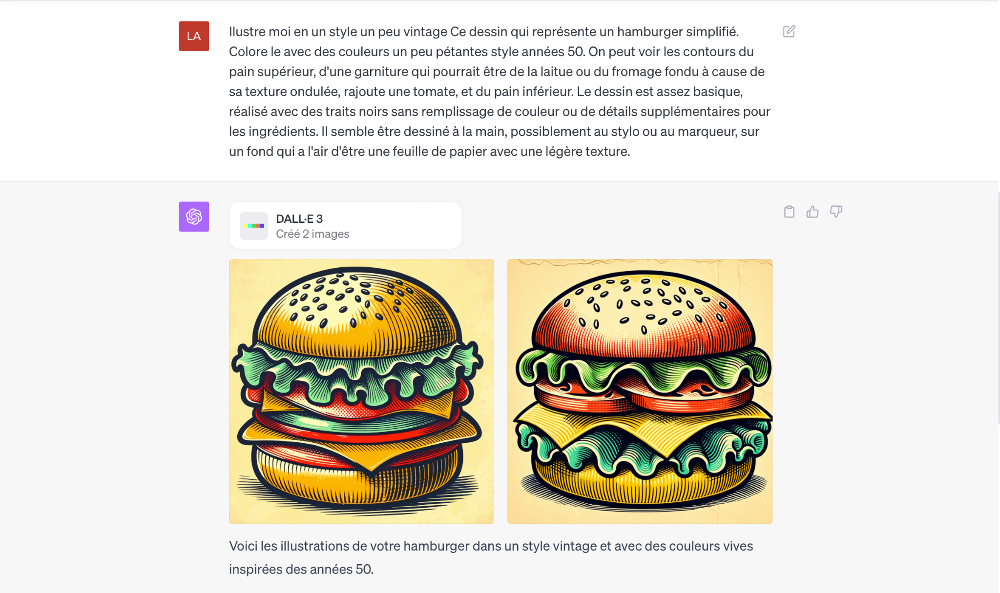 LA
Ilustre moi en un style un peu vintage Ce dessin qui représente un hamburger simplifié.
Colore le avec des couleurs un peu pétantes style années 50. On peut voir les contours du
pain supérieur, d'une garniture qui pourrait être de la laitue ou du fromage fondu à cause de
sa texture ondulée, rajoute une tomate, et du pain inférieur. Le dessin est assez basique,
réalisé avec des traits noirs sans remplissage de couleur ou de détails supplémentaires pour
les ingrédients. Il semble être dessiné à la main, possiblement au stylo ou au marqueur, sur
un fond qui a l'air d'être une feuille de papier avec une légère texture.
DALL·E 3
Créé 2 images
Voici les illustrations de votre hamburger dans un style vintage et avec des couleurs vives
inspirées des années 50.